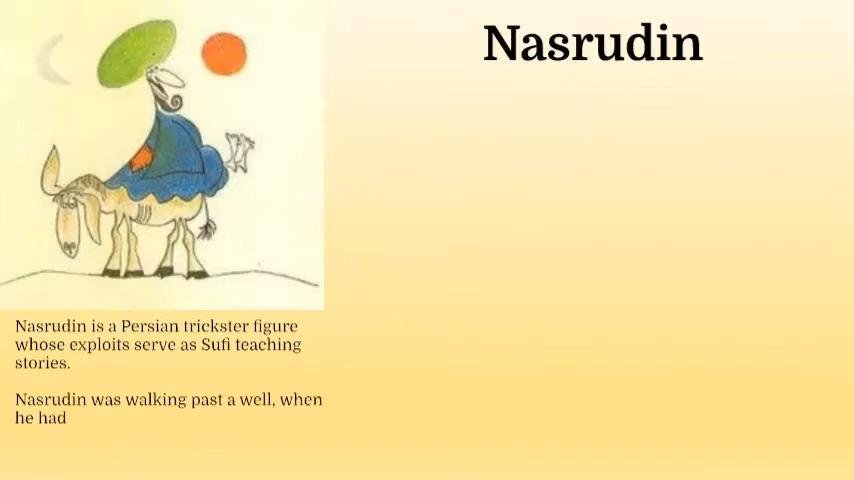 Nasrudin
Nasrudin is a Persian trickster figure
whose exploits serve as Sufi teaching
stories.
Nasrudin was walking past a well, when
he had